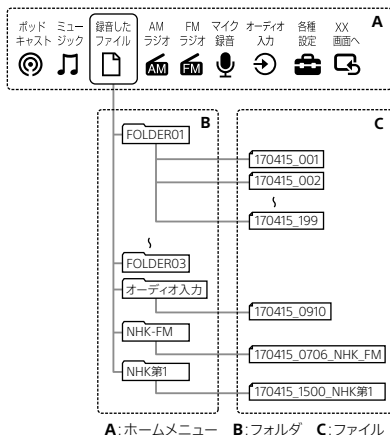 ポッド ミュー 録音した AM FM マイク オーディオ 各種 XX A
キャスト ジック ファイル ラジオ ラジオ 録音 入力 設定 画面へ
AM FM
B C
FOLDER01
170415_001
170415_002
~
170415_199
~
FOLDER03
オーディオ入力
170415_0910
NHK-FM
170415_0706_NHK_FM
NHK第1
170415_1500_NHK第1
A:ホームメニュー B:フォルダ C:ファイル